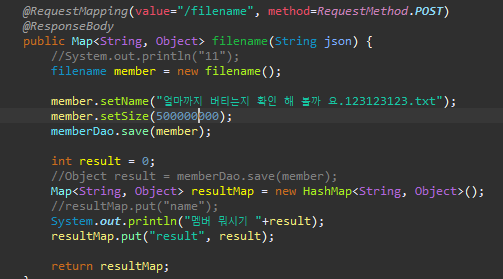 @RequestMapping(value="/filename", method=RequestMethod.POST)
@ResponseBody
public Map<String, Object> filename(String json) {
//System.out.println("11");
filename member = new filename();
member.setName("얼마까지 버티는지 확인 해 볼까 요.123123123.txt");
member.setSize(500000000);
memberDao.save(member);
int result = 0;
//Object result = memberDao.save(member);
Map<String, Object> resultMap = new HashMap<String, Object>();
//resultMap.put("name");
System.out.println("멤버 뭐시기 "+result);
resultMap.put("result", result);
return resultMap;
}